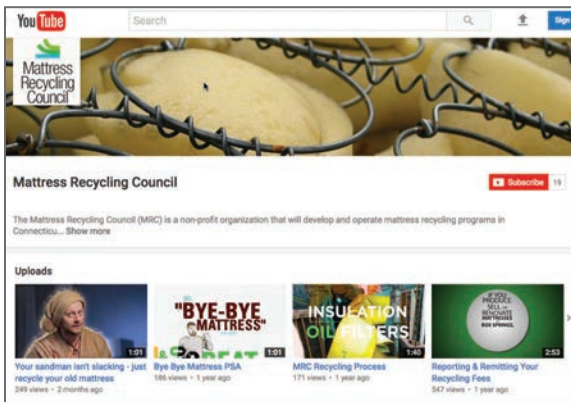 YouTube
Search
Sign
Mattress
Recycling
Council
Mattress Recycling Council
Subscribe 19
The Mattress Recycling Council (MRC) is a non-profit organization that will develop and operate mattress recycling programs in
Connecticu... Show more
Uploads
1:01
"BYE-BYE
MATTRESS"
1:01
INSULATION
OIL FILTERS
1:40
IF YOU
PRODUCE
SELL OR
RENOVATE
MATTRESSES
BOX SPRINGS,
2:53
Your sandman isn't slacking - just
recycle your old mattress
249 views • 2 months ago
Bye Bye Mattress PSA
186 views • 1 year ago
MRC Recycling Process
171 views • 1 year ago
Reporting & Remitting Your
Recycling Fees
547 views • 1 year ago